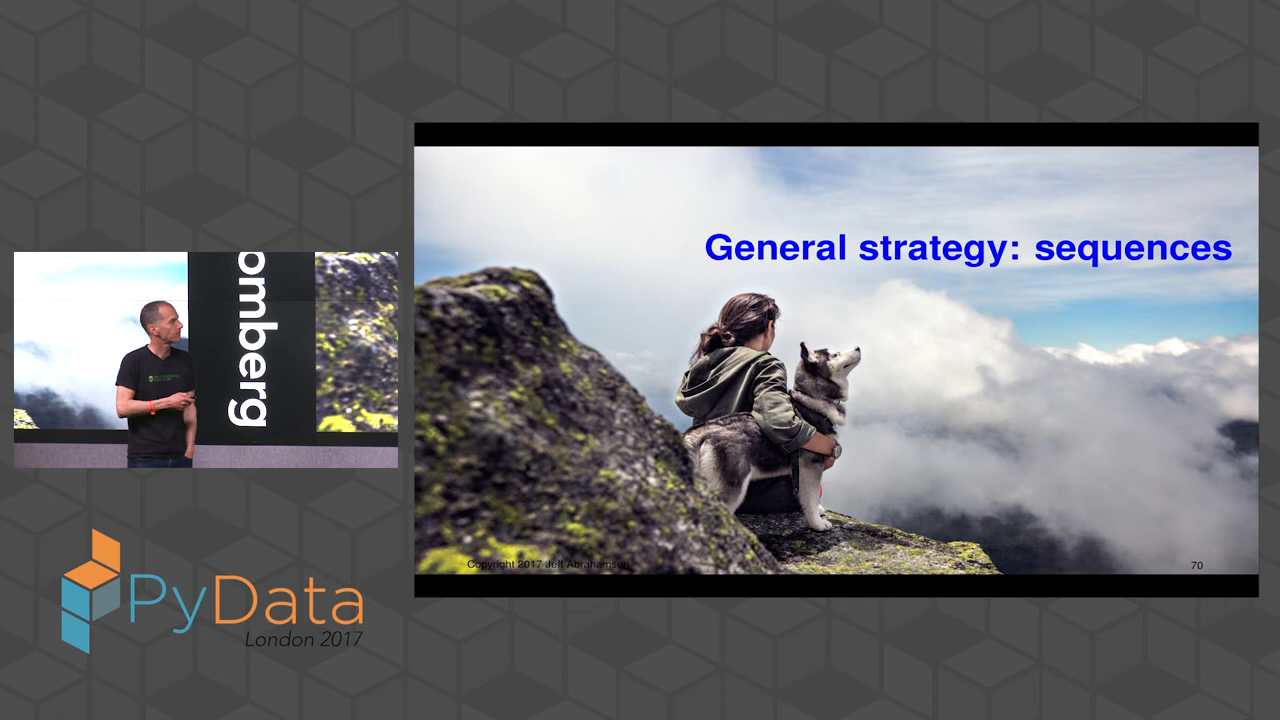 General strategy: sequences
Copyright 2017 Jeff Abrahamson
70
omberg
PyData
London 2017